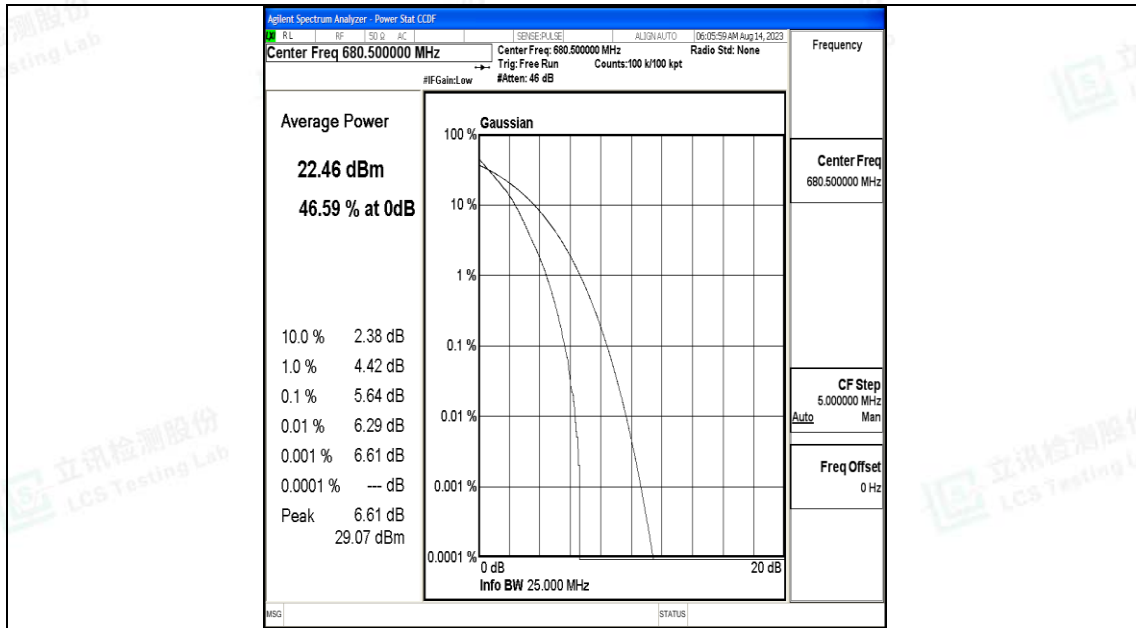 Agilent Spectrum Analyzer - Power Stat CCDF
RL RF 50 Ω AC SENSE:PULSE ALIGN AUTO 06:05:59 AM Aug 14, 2023
Center Freq 680.500000 MHz
Center Freq: 680.500000 MHz Radio Std: None
Trig: Free Run Counts:100 k/100 kpt
#IFGain:Low #Atten: 46 dB
Frequency
Average Power
22.46 dBm
46.59 % at 0dB
10.0 % 2.38 dB
1.0 % 4.42 dB
0.1 % 5.64 dB
0.01 % 6.29 dB
0.001 % 6.61 dB
0.0001 % --- dB
Peak 6.61 dB
29.07 dBm
Gaussian
100 %
10 %
1 %
0.1 %
0.01 %
0.001 %
0.0001 %
0 dB 20 dB
Info BW 25.000 MHz
Center Freq
680.500000 MHz
CF Step
5.000000 MHz
Auto Man
Freq Offset
0 Hz
MSG STATUS
立讯检测股份
LCS Testing Lab